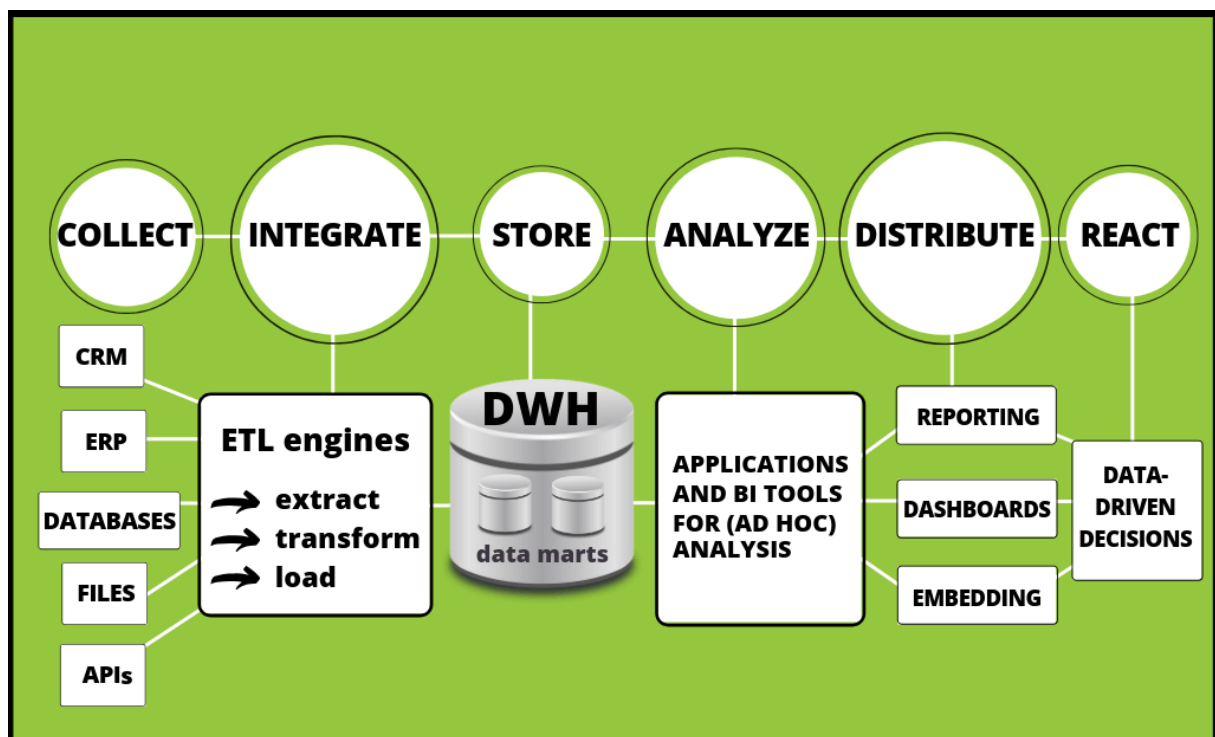 COLLECT
INTEGRATE
STORE
ANALYZE
DISTRIBUTE
REACT
CRM
ERP
DATABASES
FILES
APIs
ETL engines
extract
transform
load
DWH
data marts
APPLICATIONS
AND BI TOOLS
FOR (AD HOC)
ANALYSIS
REPORTING
DASHBOARDS
EMBEDDING
DATA-
DRIVEN
DECISIONS